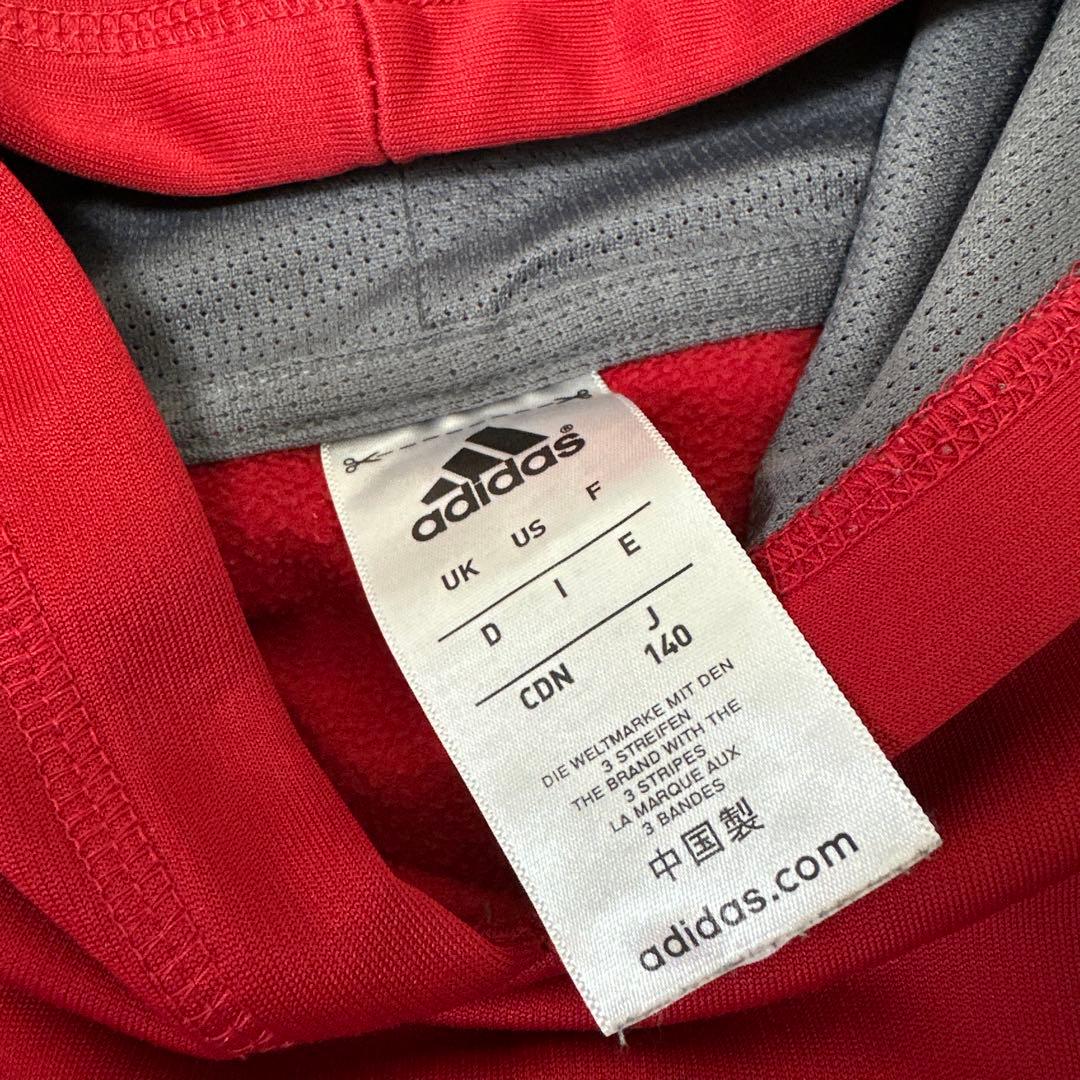 adidas®
UK US F
D I E
CDN J
140
DIE WELTMARKE MIT DEN
3 STREIFEN
THE BRAND WITH THE
3 STRIPES
LA MARQUE AUX
3 BANDES
中国製
adidas.com